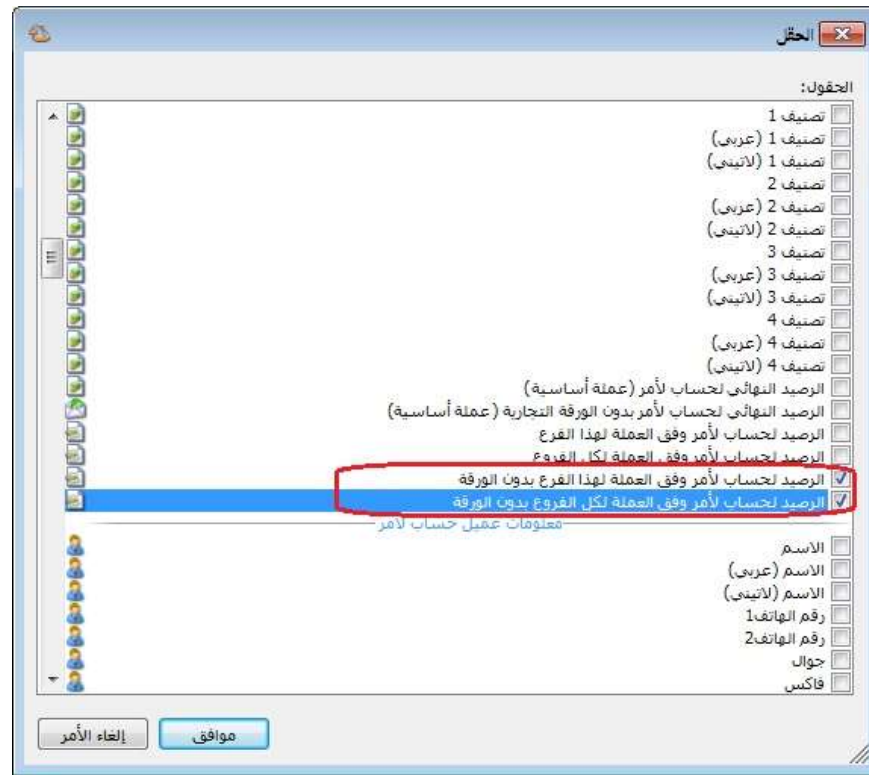 الحقل
الحقول:
تصنيف 1
تصنيف 1 (عربي)
تصنيف 1 (لاتيني)
تصنيف 2
تصنيف 2 (عربي)
تصنيف 2 (لاتيني)
تصنيف 3
تصنيف 3 (عربي)
تصنيف 3 (لاتيني)
تصنيف 4
تصنيف 4 (عربي)
تصنيف 4 (لاتيني)
الرصيد النهائي لحساب لأمر (عملة أساسية)
الرصيد النهائي لحساب لأمر بدون الورقة التجارية (عملة أساسية)
الرصيد لحساب لأمر وفق العملة لهذا الفرع
الرصيد لحساب لأمر وفق العملة لكل الفروع
الرصيد لحساب لأمر وفق العملة لهذا الفرع بدون الورقة
الرصيد لحساب لأمر وفق العملة لكل الفروع بدون الورقة
معلومات عميل حساب لأمر
الاسم
الاسم (عربي)
الاسم (لاتيني)
رقم الهاتف1
رقم الهاتف2
جوال
فاكس
موافق
إلغاء الأمر